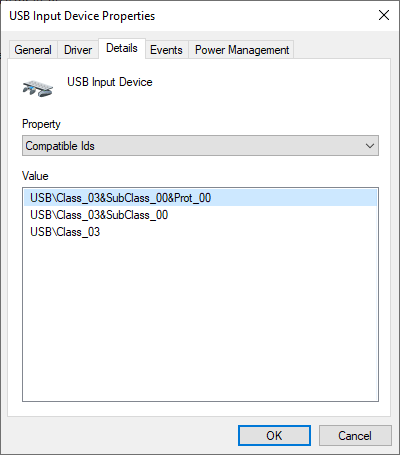 USB Input Device Properties
General Driver Details Events Power Management
USB Input Device
Property
Compatible Ids
Value
USB\Class_03&SubClass_00&Prot_00
USB\Class_03&SubClass_00
USB\Class_03
OK Cancel